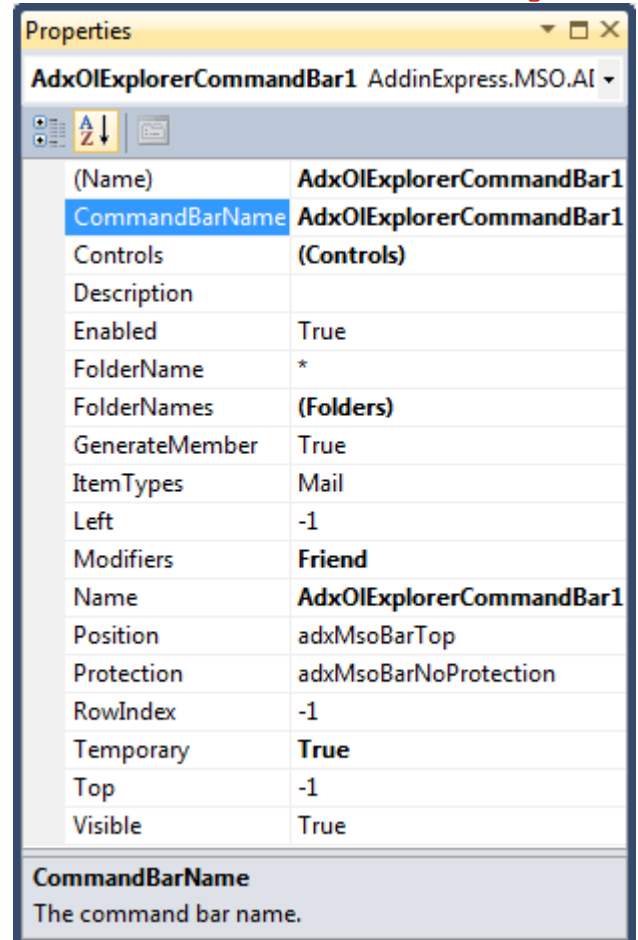 Properties
AdxOlExplorerCommandBar1 AddinExpress.MSO.AD
(Name) AdxOlExplorerCommandBar1
CommandBarName AdxOlExplorerCommandBar1
Controls (Controls)
Description
Enabled True
FolderName *
FolderNames (Folders)
GenerateMember True
ItemTypes Mail
Left -1
Modifiers Friend
Name AdxOlExplorerCommandBar1
Position adxMsoBarTop
Protection adxMsoBarNoProtection
RowIndex -1
Temporary True
Top -1
Visible True
CommandBarName
The command bar name.